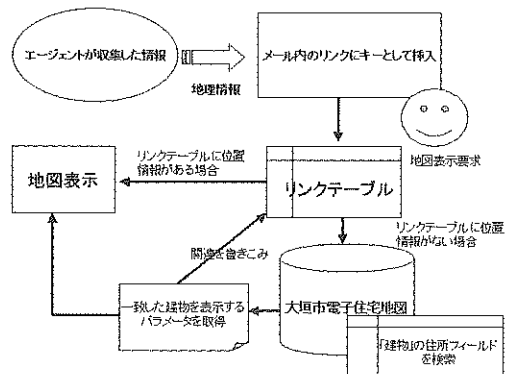 エージェントが収集した情報
地理情報
メール内のリンクにキーとして挿入
地図表示要求
リンクテーブルに位置
情報がある場合
地図表示
リンクテーブル
リンクテーブルに位置
情報がない場合
関連を書きこみ
一致した建物を表示する
パラメータを取得
大垣市電子住宅地図
「建物」の住所フィールド
を検索